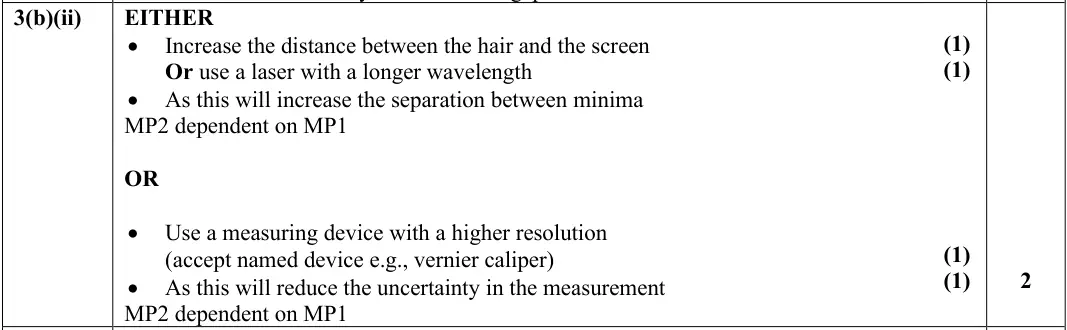 3(b)(ii) EITHER
• Increase the distance between the hair and the screen (1)
Or use a laser with a longer wavelength (1)
• As this will increase the separation between minima
MP2 dependent on MP1
OR
• Use a measuring device with a higher resolution
(accept named device e.g., vernier caliper) (1)
• As this will reduce the uncertainty in the measurement (1) 2
MP2 dependent on MP1